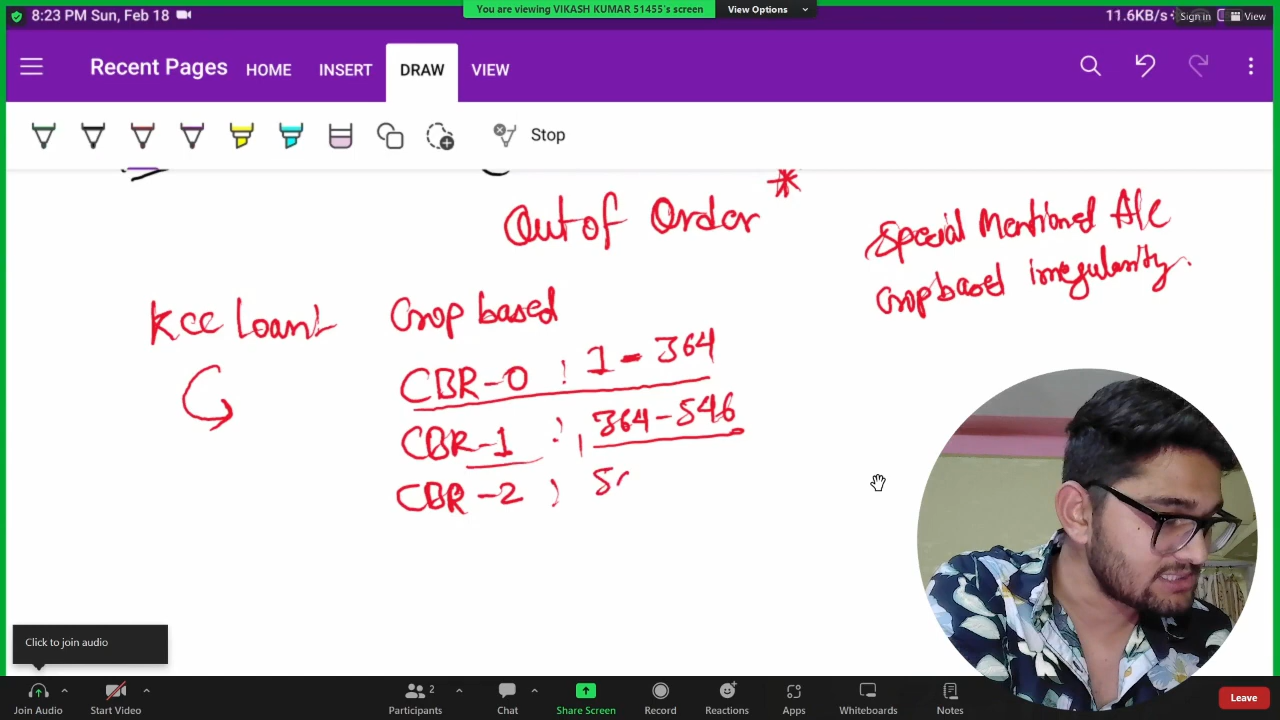 8:23 PM Sun, Feb 18
You are viewing VIKASH KUMAR 51455's screen
View Options
11.6KB/s
Sign in
View
Recent Pages
HOME
INSERT
DRAW
VIEW
Stop
Out of Order *
Special Mentioned A/c
Crop based irregularity.
KCC Loan
Crop based
CBR-0 : 1 - 364
CBR-1 : 364-546
CBR-2 :
Click to join audio
Join Audio
Start Video
Participants
2
Chat
Share Screen
Record
Reactions
Apps
Whiteboards
Notes
Leave